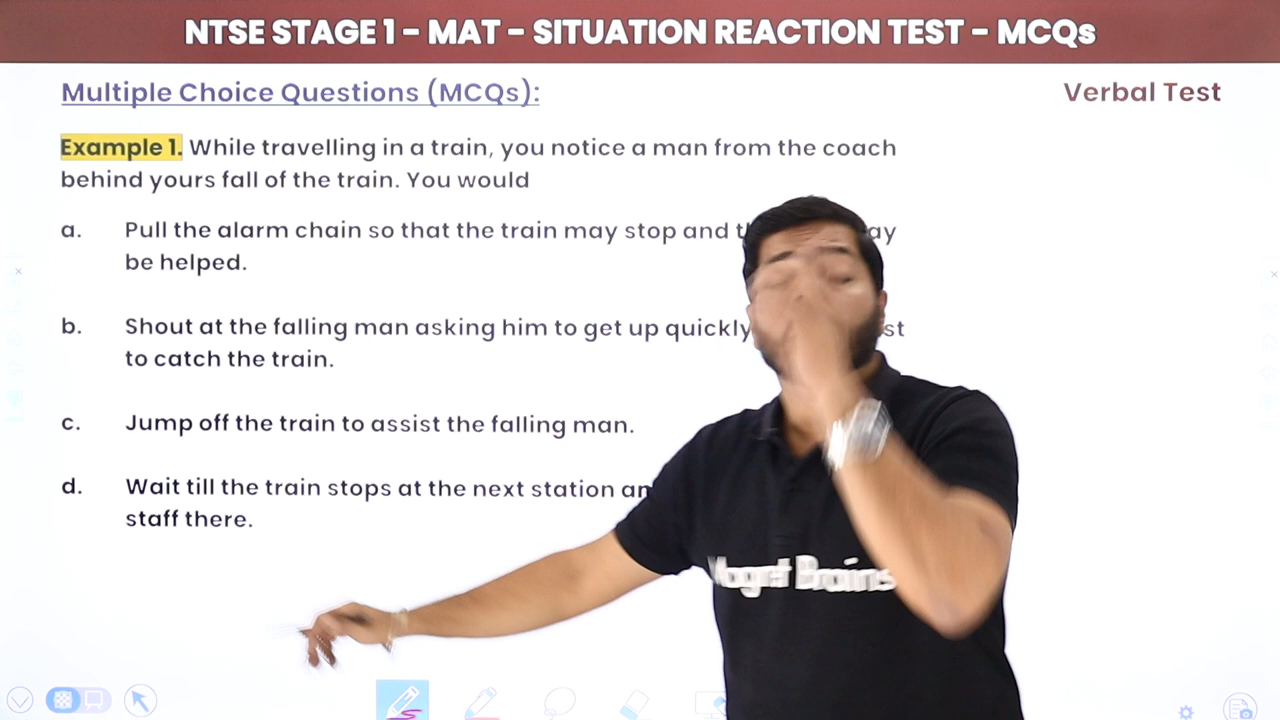 NTSE STAGE 1 – MAT – SITUATION REACTION TEST – MCQs
Multiple Choice Questions (MCQs):
Verbal Test
Example 1. While travelling in a train, you notice a man from the coach
behind yours fall of the train. You would
a. Pull the alarm chain so that the train may stop and
be helped.
b. Shout at the falling man asking him to get up quickly
to catch the train.
c. Jump off the train to assist the falling man.
d. Wait till the train stops at the next station
staff there.
Magnet Brains